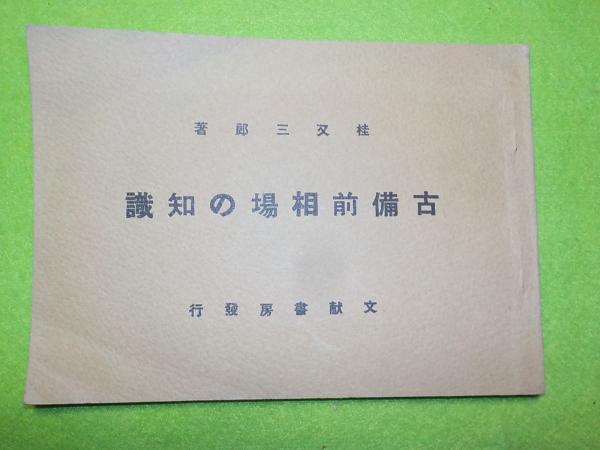 桂又三郎著
古備前相場の知識
文献書房發行